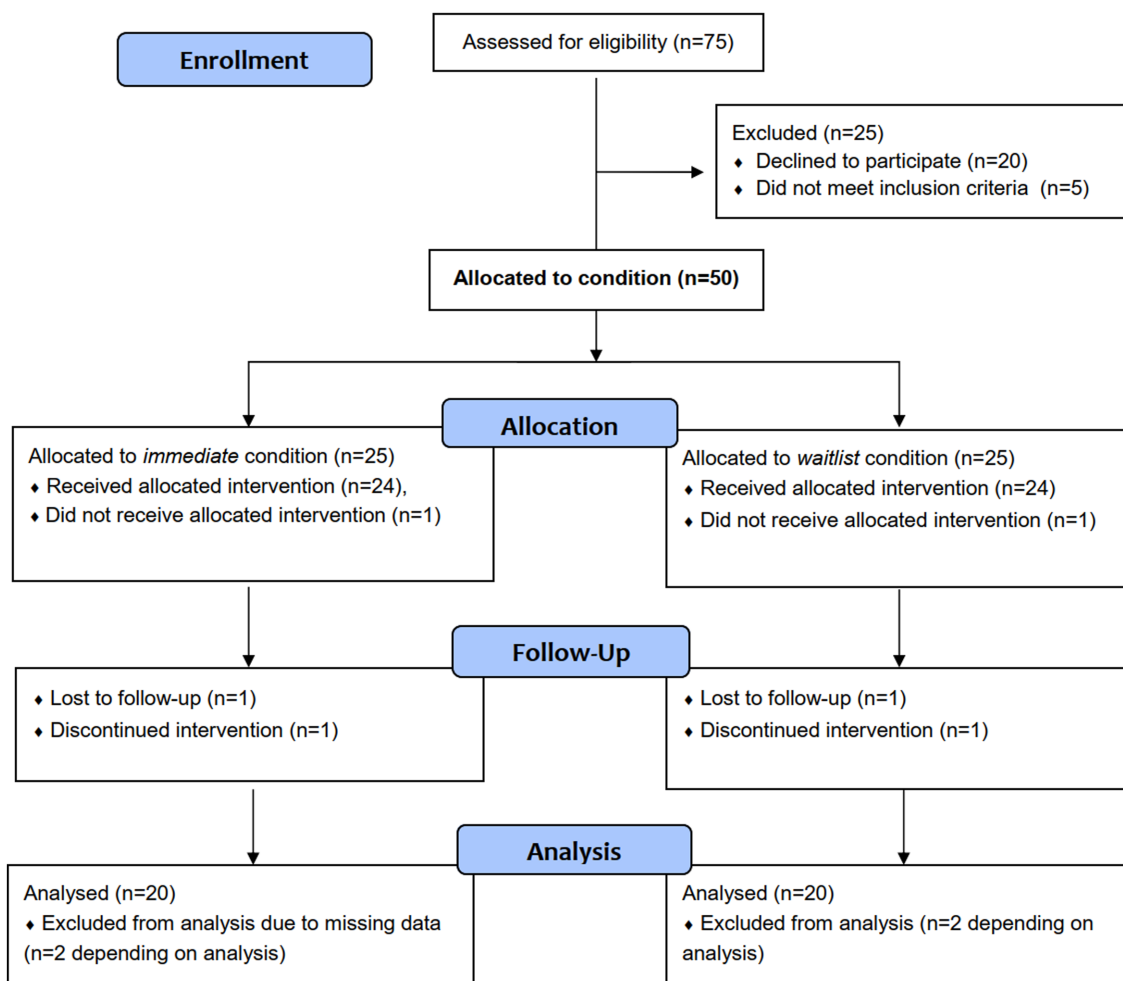 Enrollment
Assessed for eligibility (n=75)
Excluded (n=25)
♦ Declined to participate (n=20)
♦ Did not meet inclusion criteria (n=5)
Allocated to condition (n=50)
Allocation
Allocated to immediate condition (n=25)
♦ Received allocated intervention (n=24),
♦ Did not receive allocated intervention (n=1)
Allocated to waitlist condition (n=25)
♦ Received allocated intervention (n=24)
♦ Did not receive allocated intervention (n=1)
Follow-Up
♦ Lost to follow-up (n=1)
♦ Discontinued intervention (n=1)
♦ Lost to follow-up (n=1)
♦ Discontinued intervention (n=1)
Analysis
Analysed (n=20)
♦ Excluded from analysis due to missing data
(n=2 depending on analysis)
Analysed (n=20)
♦ Excluded from analysis (n=2 depending on
analysis)